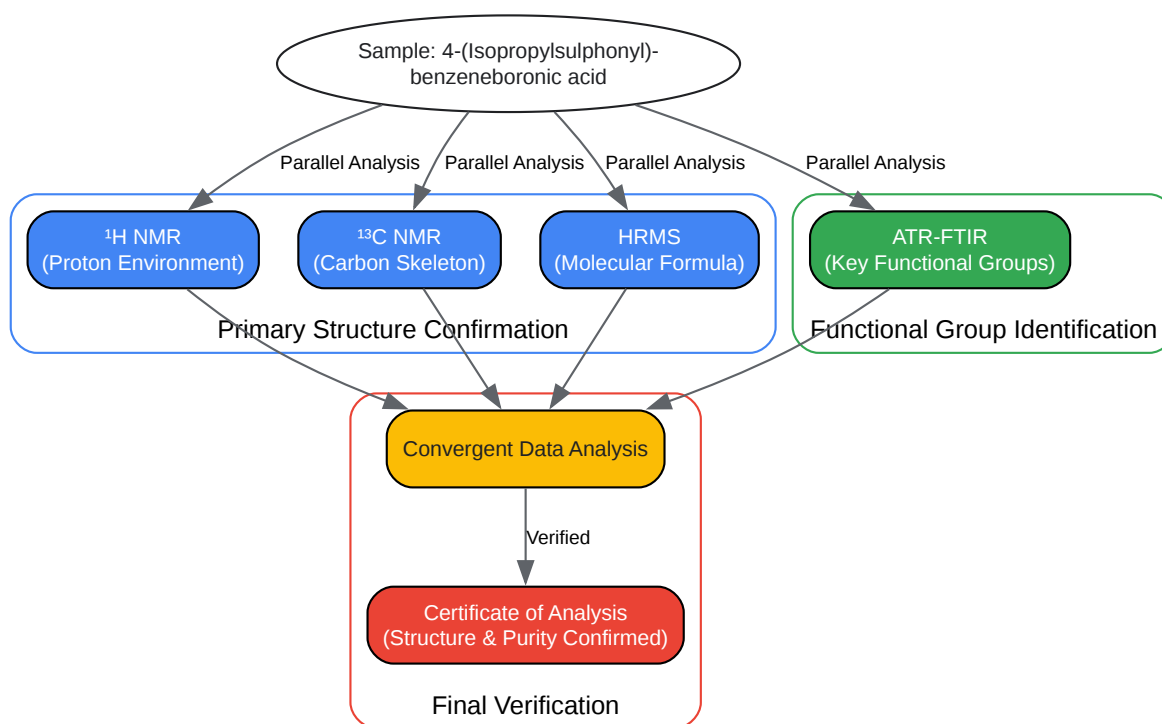 Sample: 4-(Isopropylsulphonyl)-
benzeneboronic acid
Parallel Analysis
Parallel Analysis
Parallel Analysis
Parallel Analysis
¹H NMR
(Proton Environment)
¹³C NMR
(Carbon Skeleton)
HRMS
(Molecular Formula)
ATR-FTIR
(Key Functional Groups)
Primary Structure Confirmation
Functional Group Identification
Convergent Data Analysis
Verified
Certificate of Analysis
(Structure & Purity Confirmed)
Final Verification